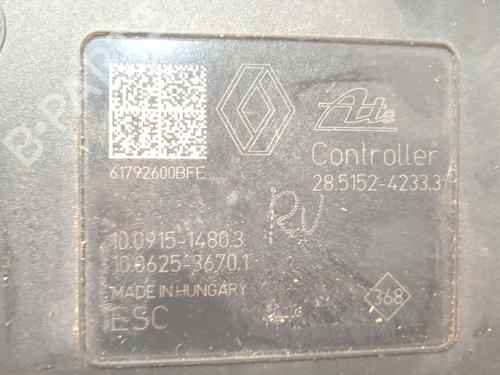 Ate
Controller
61792600BFE
28.5152-4233.3
RV
10.0915-1480.3
10.0625-3670.1
MADE IN HUNGARY
368
ESC
B-PARTS